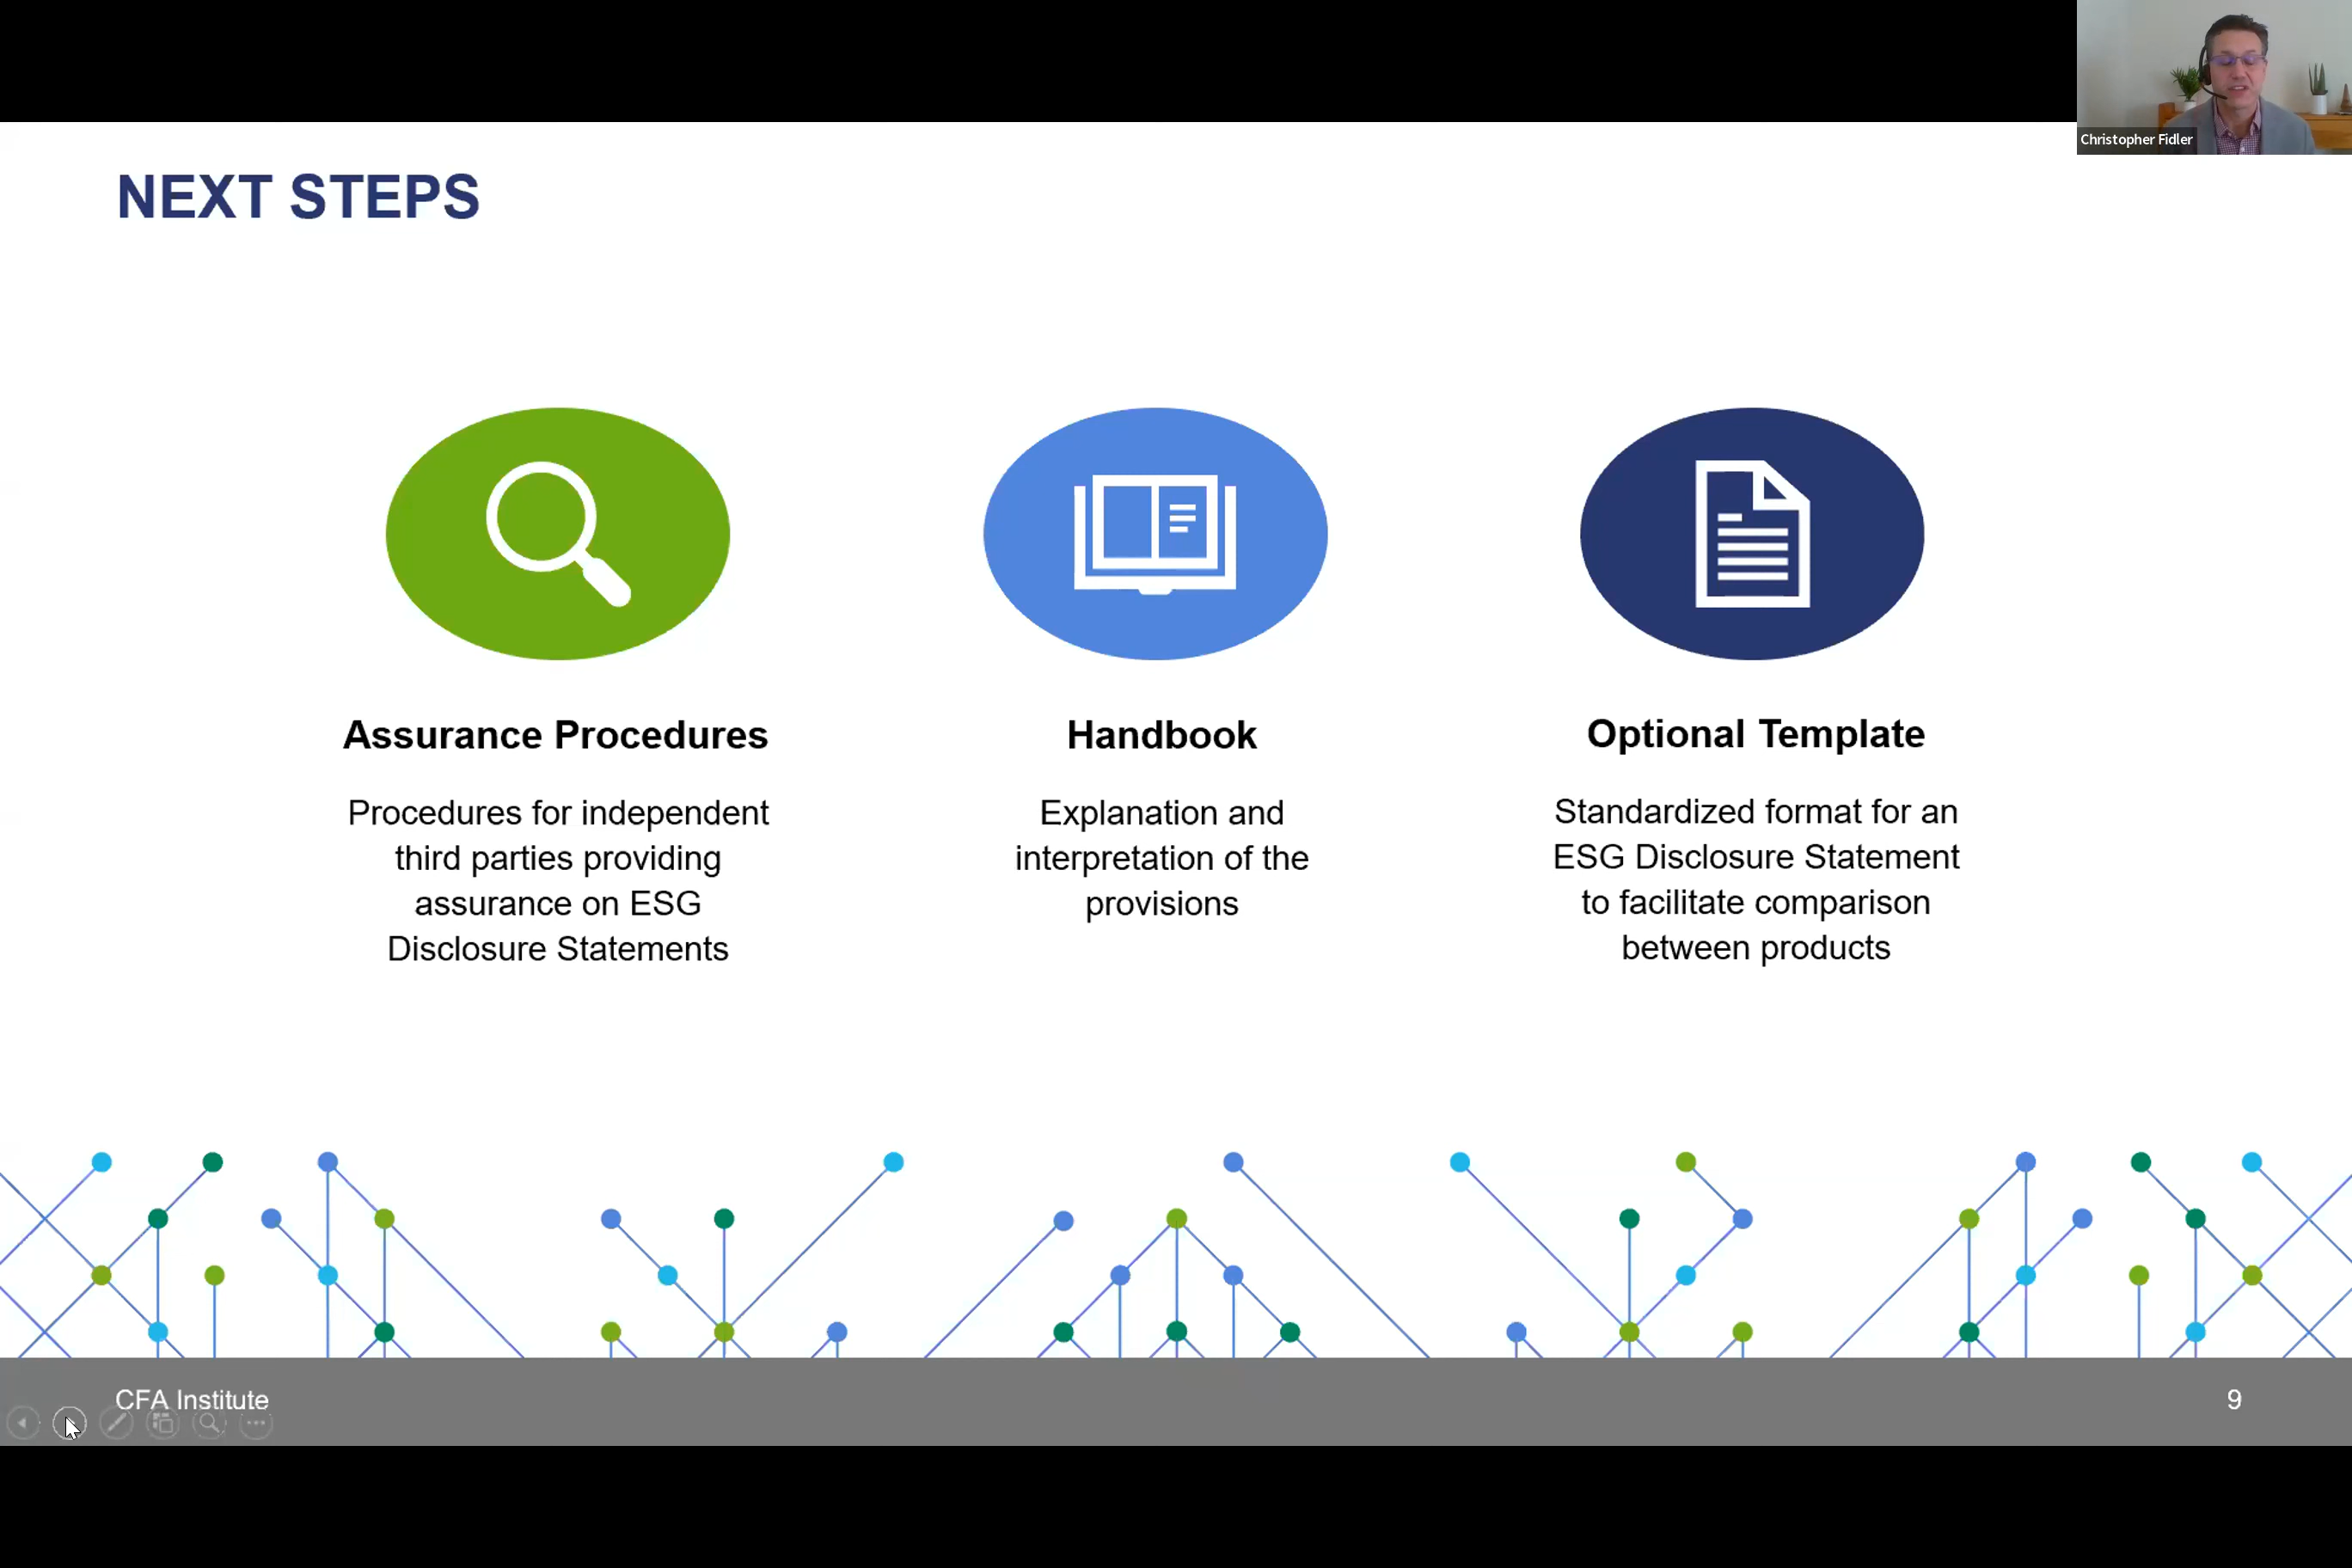 Christopher Fidler
NEXT STEPS
Assurance Procedures
Procedures for independent
third parties providing
assurance on ESG
Disclosure Statements
Handbook
Explanation and
interpretation of the
provisions
Optional Template
Standardized format for an
ESG Disclosure Statement
to facilitate comparison
between products
CFA Institute
9